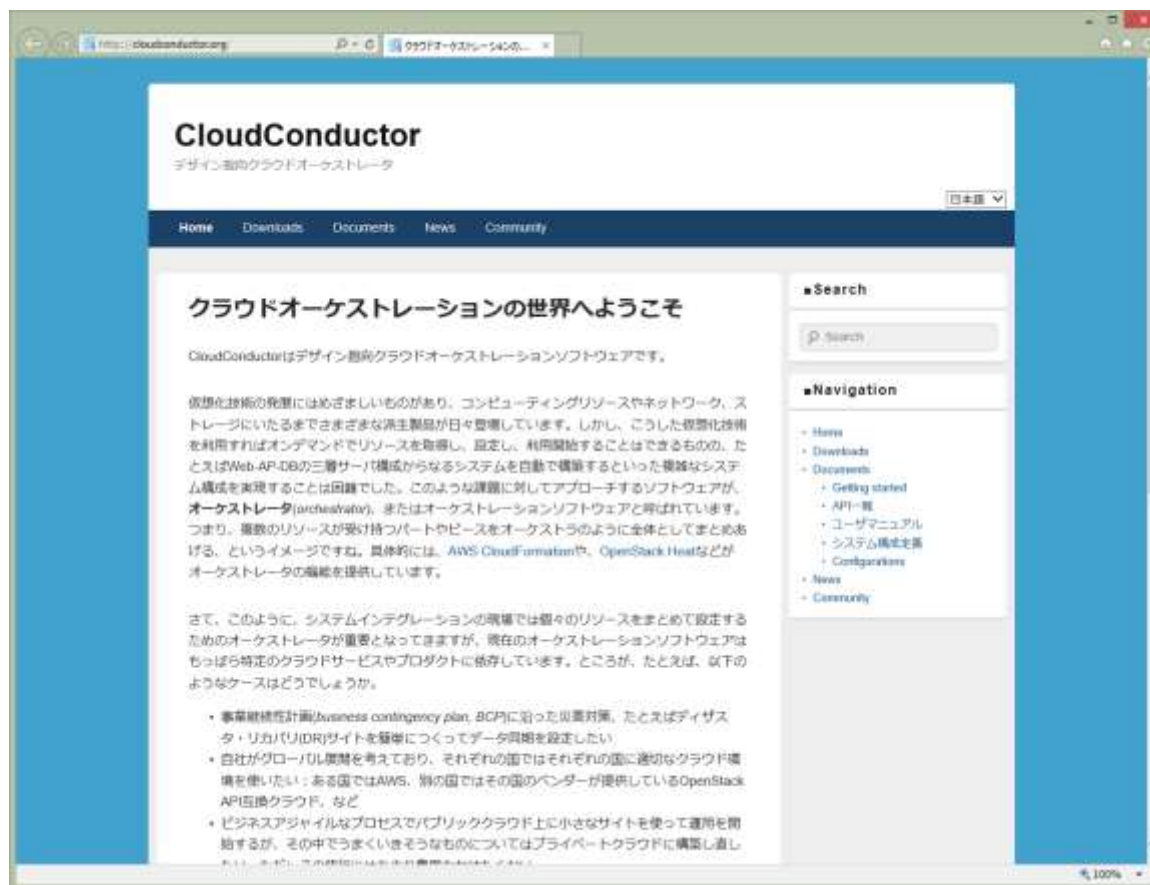 http://cloudconductor.org
クラウドオーケストレーションの...
CloudConductor
デザイン指向クラウドオーケストレータ
日本語
Home Downloads Documents News Community
クラウドオーケストレーションの世界へようこそ
CloudConductorはデザイン指向クラウドオーケストレーションソフトウェアです。
仮想化技術の発展にはめざましいものがあり、コンピューティングリソースやネットワーク、ス
トレージにいたるまでさまざまな派生製品が日々登場しています。しかし、こうした仮想化技術
を利用すればオンデマンドでリソースを取得し、設定し、利用開始することはできるものの、た
とえばWeb-AP-DBの三層サーバ構成からなるシステムを自動で構築するといった複雑なシステ
ム構成を実現することは困難でした。このような課題に対してアプローチするソフトウェアが、
オーケストレータ(orchestrator)、またはオーケストレーションソフトウェアと呼ばれています。
つまり、複数のリソースが受け持つパートやピースをオーケストラのように全体としてまとめあ
げる、というイメージですね。具体的には、AWS CloudFormationや、OpenStack Heatなどが
オーケストレータの機能を提供しています。
さて、このように、システムインテグレーションの現場では個々のリソースをまとめて設定する
ためのオーケストレータが重要となってきますが、現在のオーケストレーションソフトウェアは
もっぱら特定のクラウドサービスやプロダクトに依存しています。ところが、たとえば、以下の
ようなケースはどうでしょうか。
・事業継続性計画(business contingency plan, BCP)に沿った災害対策、たとえばディザス
タ・リカバリ(DR)サイトを簡単につくってデータ同期を設定したい
・自社がグローバル展開を考えており、それぞれの国ではそれぞれの国に適切なクラウド環
境を使いたい：ある国ではAWS、別の国ではその国のベンダーが提供しているOpenStack
API互換クラウド、など
・ビジネスアジャイルなプロセスでパブリッククラウド上に小さなサイトを使って運用を開
始するが、その中でうまくいきそうなものについてはプライベートクラウドに構築し直し
■Search
Search
■Navigation
Home
Downloads
Documents
Getting started
API一覧
ユーザマニュアル
システム構成定義
Configurations
News
Community
100%